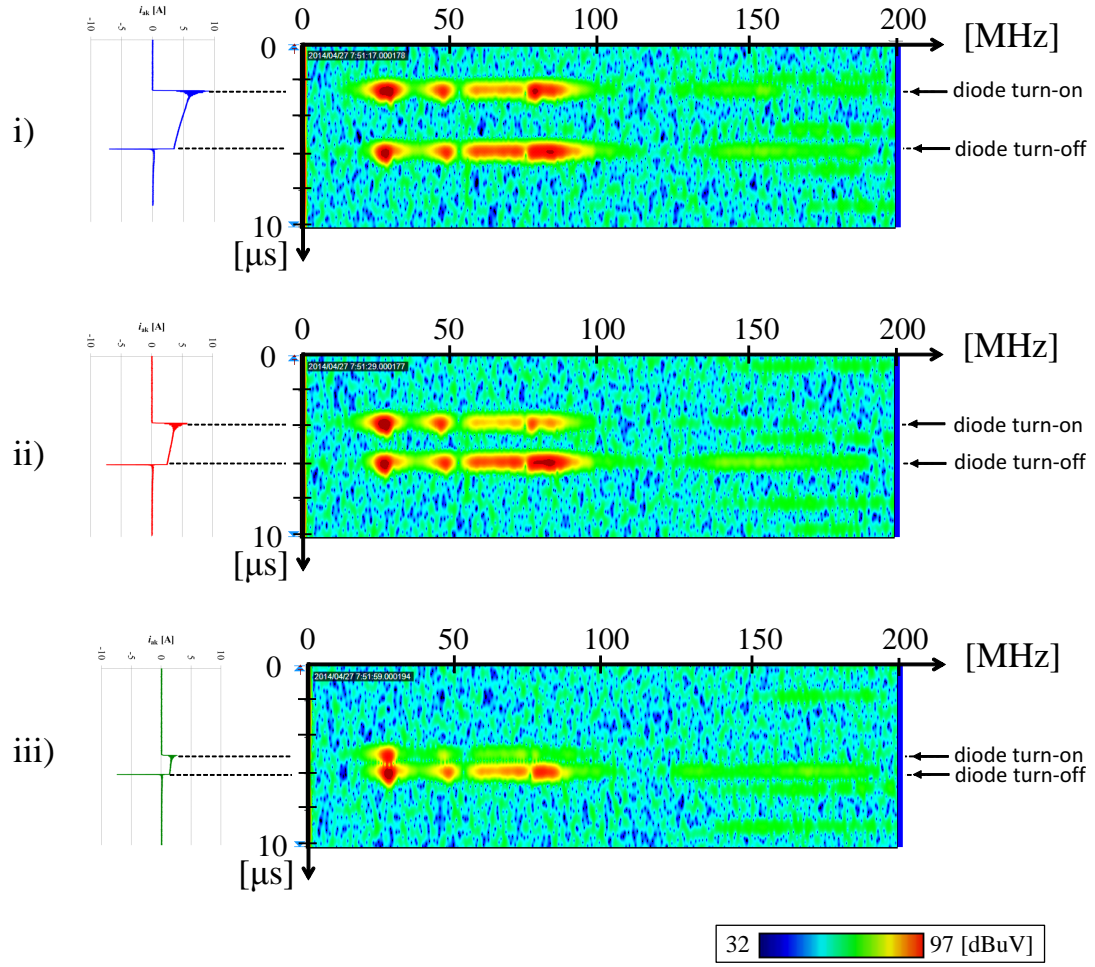 i_ak [A]
-10 -5 0 5 10
i)
0 50 100 150 200 [MHz]
0
2014/04/27 7:51:17.000178
diode turn-on
diode turn-off
10
[μs]
i_ak [A]
-10 -5 0 5 10
ii)
0 50 100 150 200 [MHz]
0
2014/04/27 7:51:29.000177
diode turn-on
diode turn-off
10
[μs]
i_ak [A]
-10 -5 0 5 10
iii)
0 50 100 150 200 [MHz]
0
2014/04/27 7:51:59.000194
diode turn-on
diode turn-off
10
[μs]
32 97 [dBuV]